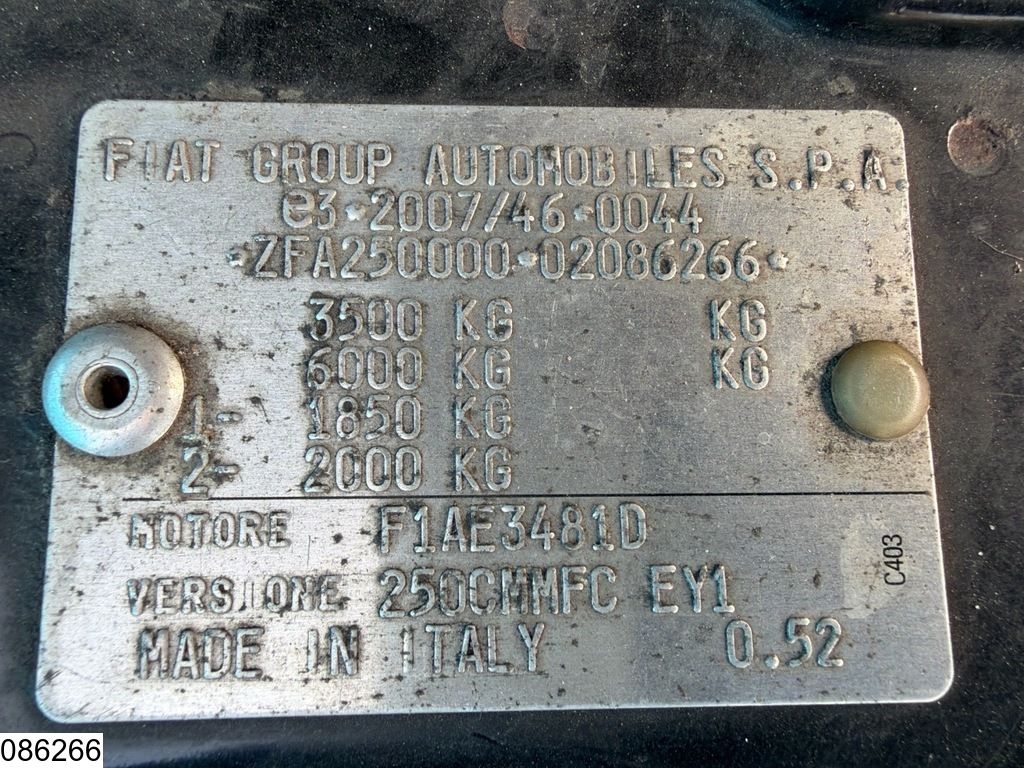 FIAT GROUP AUTOMOBILES S.P.A.
e3*2007/46*0044
*ZFA250000*02086266*
3500 KG KG
6000 KG KG
1- 1850 KG
2- 2000 KG
MOTORE F1AE3481D
VERSIONE 250CMMFC EY1
MADE IN ITALY 0.52
C403
086266